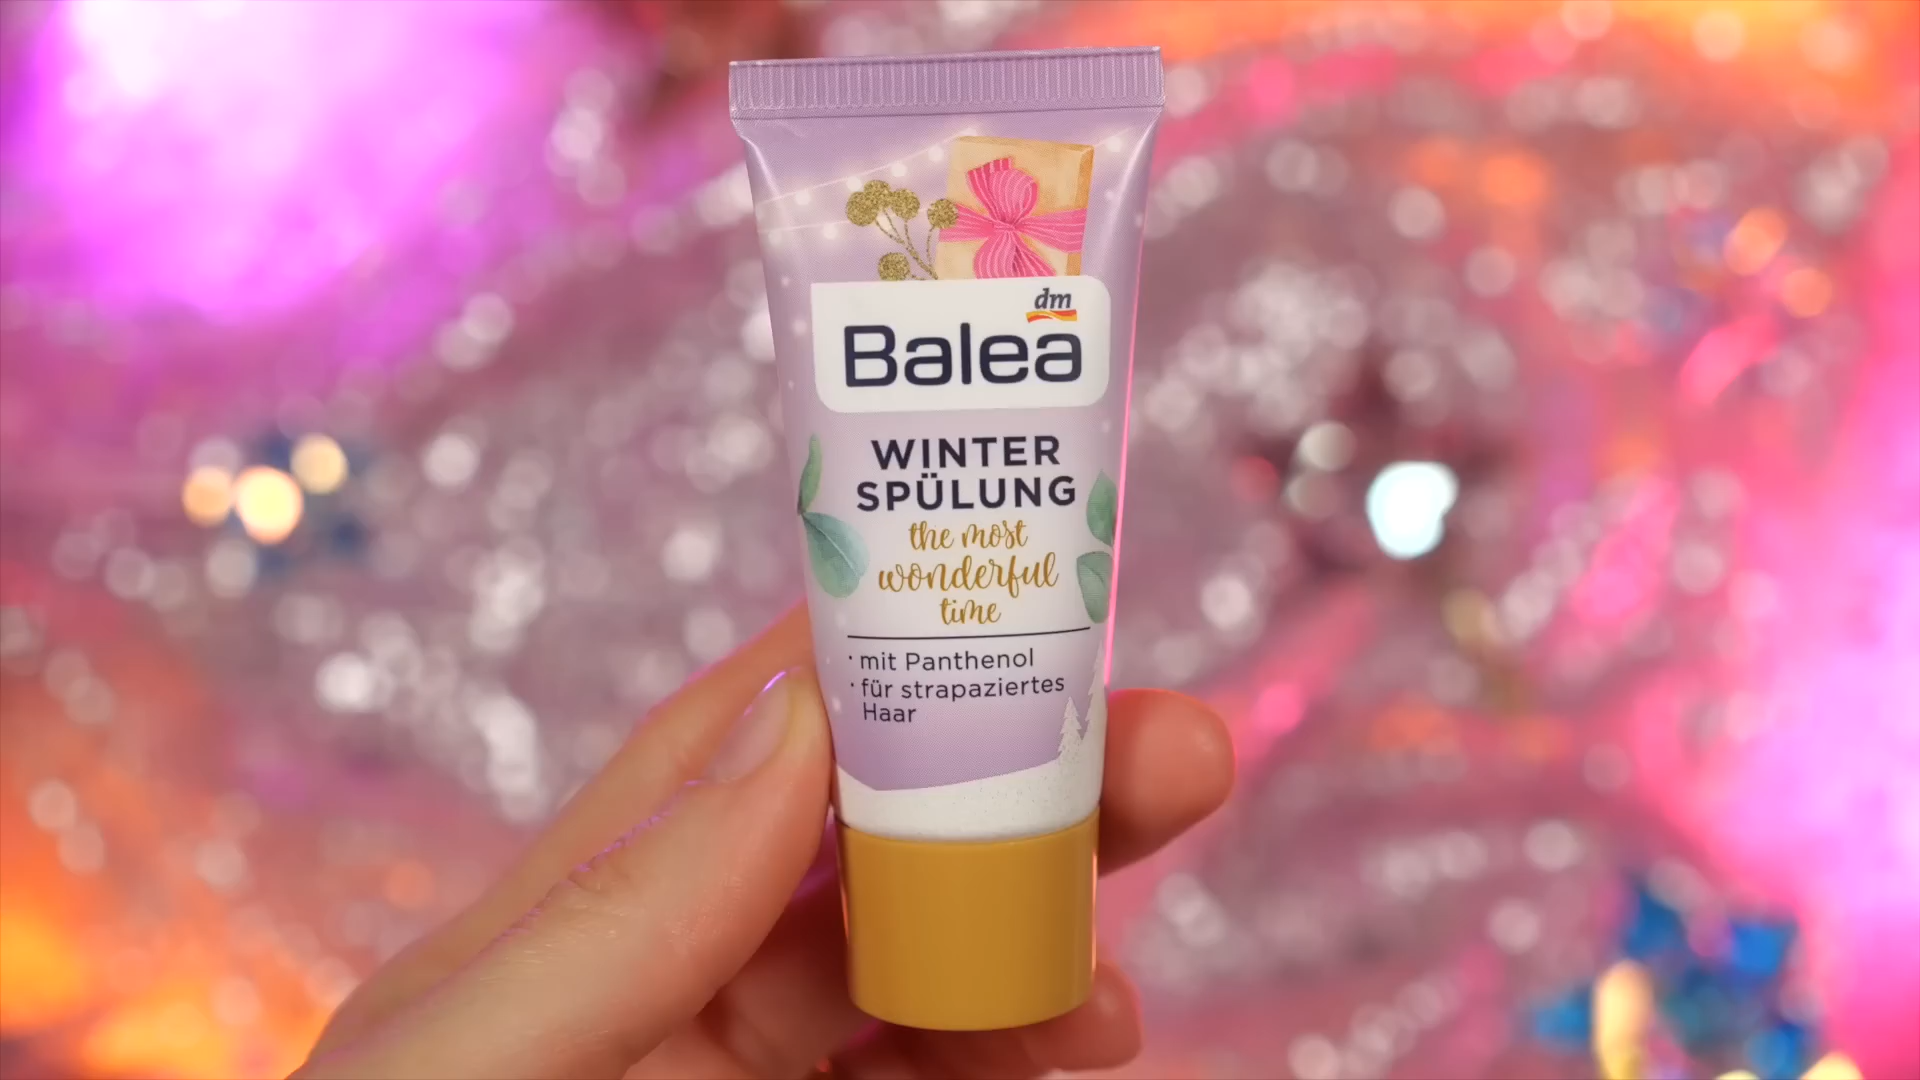 dm
Balea
WINTER
SPÜLUNG
the most
wonderful
time
· mit Panthenol
· für strapaziertes
Haar